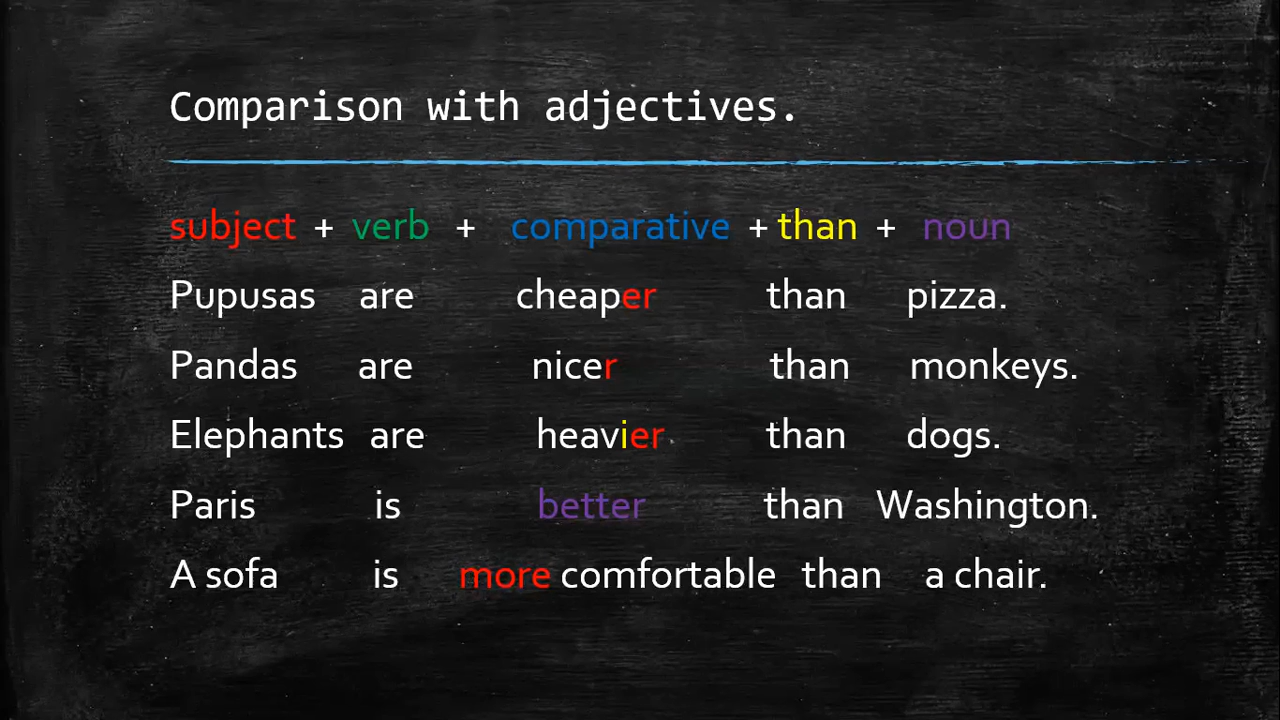 Comparison with adjectives.
subject + verb + comparative + than + noun
Pupusas are cheaper than pizza.
Pandas are nicer than monkeys.
Elephants are heavier than dogs.
Paris is better than Washington.
A sofa is more comfortable than a chair.